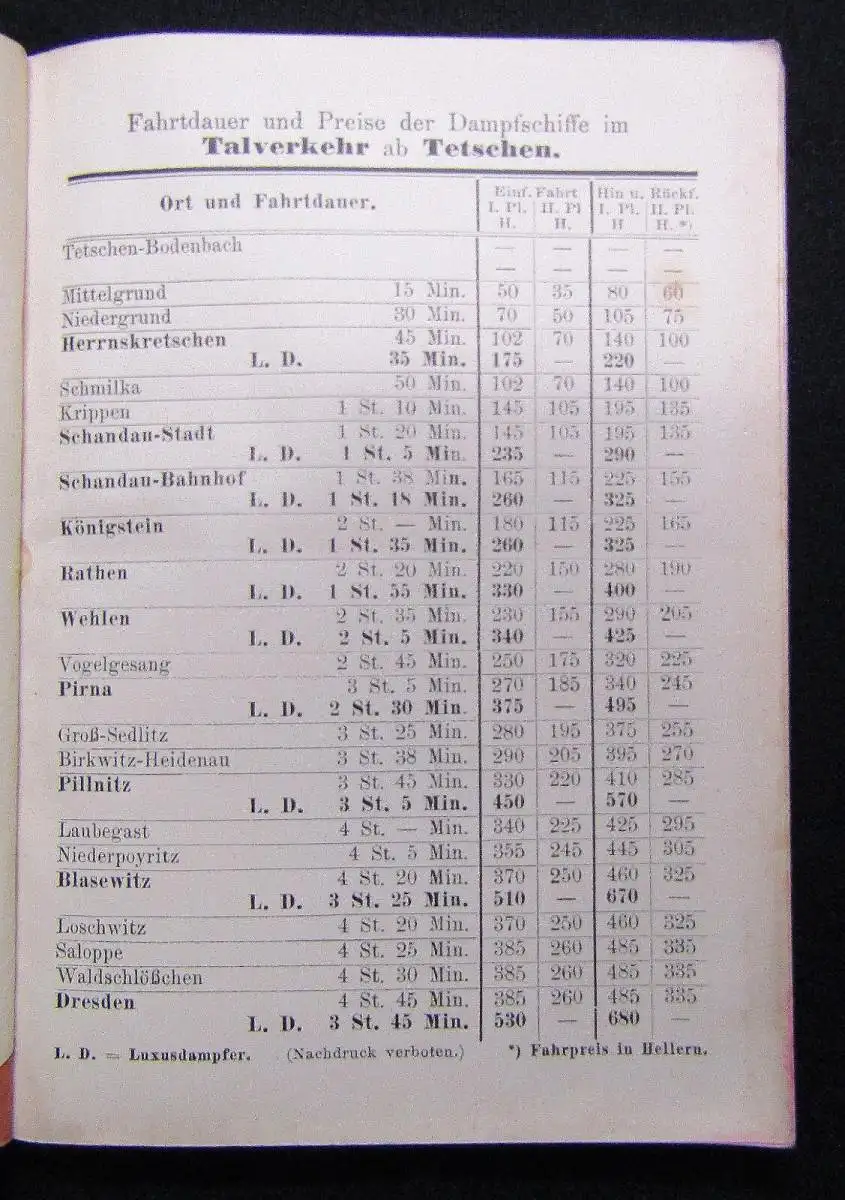 Fahrtdauer und Preise der Dampfschiffe im
Talverkehr ab Tetschen.
Ort und Fahrtdauer. Einf. Fahrt Hin u. Rückf.
I. Pl. II. Pl I. Pl. II. Pl.
H. H. H H. *)
Tetschen-Bodenbach — — — —
— — — —
Mittelgrund 15 Min. 50 35 80 60
Niedergrund 30 Min. 70 50 105 75
Herrnskretschen 45 Min. 102 70 140 100
L. D. 35 Min. 175 — 220 —
Schmilka 50 Min. 102 70 140 100
Krippen 1 St. 10 Min. 145 105 195 135
Schandau-Stadt 1 St. 20 Min. 145 105 195 135
L. D. 1 St. 5 Min. 235 — 290 —
Schandau-Bahnhof 1 St. 38 Min. 165 115 225 155
L. D. 1 St. 18 Min. 260 — 325 —
Königstein 2 St. — Min. 180 115 225 165
L. D. 1 St. 35 Min. 260 — 325 —
Rathen 2 St. 20 Min. 220 150 280 190
L. D. 1 St. 55 Min. 330 — 400 —
Wehlen 2 St. 35 Min. 230 155 290 205
L. D. 2 St. 5 Min. 340 — 425 —
Vogelgesang 2 St. 45 Min. 250 175 320 225
Pirna 3 St. 5 Min. 270 185 340 245
L. D. 2 St. 30 Min. 375 — 495 —
Groß-Sedlitz 3 St. 25 Min. 280 195 375 255
Birkwitz-Heidenau 3 St. 38 Min. 290 205 395 270
Pillnitz 3 St. 45 Min. 330 220 410 285
L. D. 3 St. 5 Min. 450 — 570 —
Laubegast 4 St. — Min. 340 225 425 295
Niederpoyritz 4 St. 5 Min. 355 245 445 305
Blasewitz 4 St. 20 Min. 370 250 460 325
L. D. 3 St. 25 Min. 510 — 670 —
Loschwitz 4 St. 20 Min. 370 250 460 325
Saloppe 4 St. 25 Min. 385 260 485 335
Waldschlößchen 4 St. 30 Min. 385 260 485 335
Dresden 4 St. 45 Min. 385 260 485 335
L. D. 3 St. 45 Min. 530 — 680 —
L. D. = Luxusdampfer. (Nachdruck verboten.) *) Fahrpreis in Hellern.